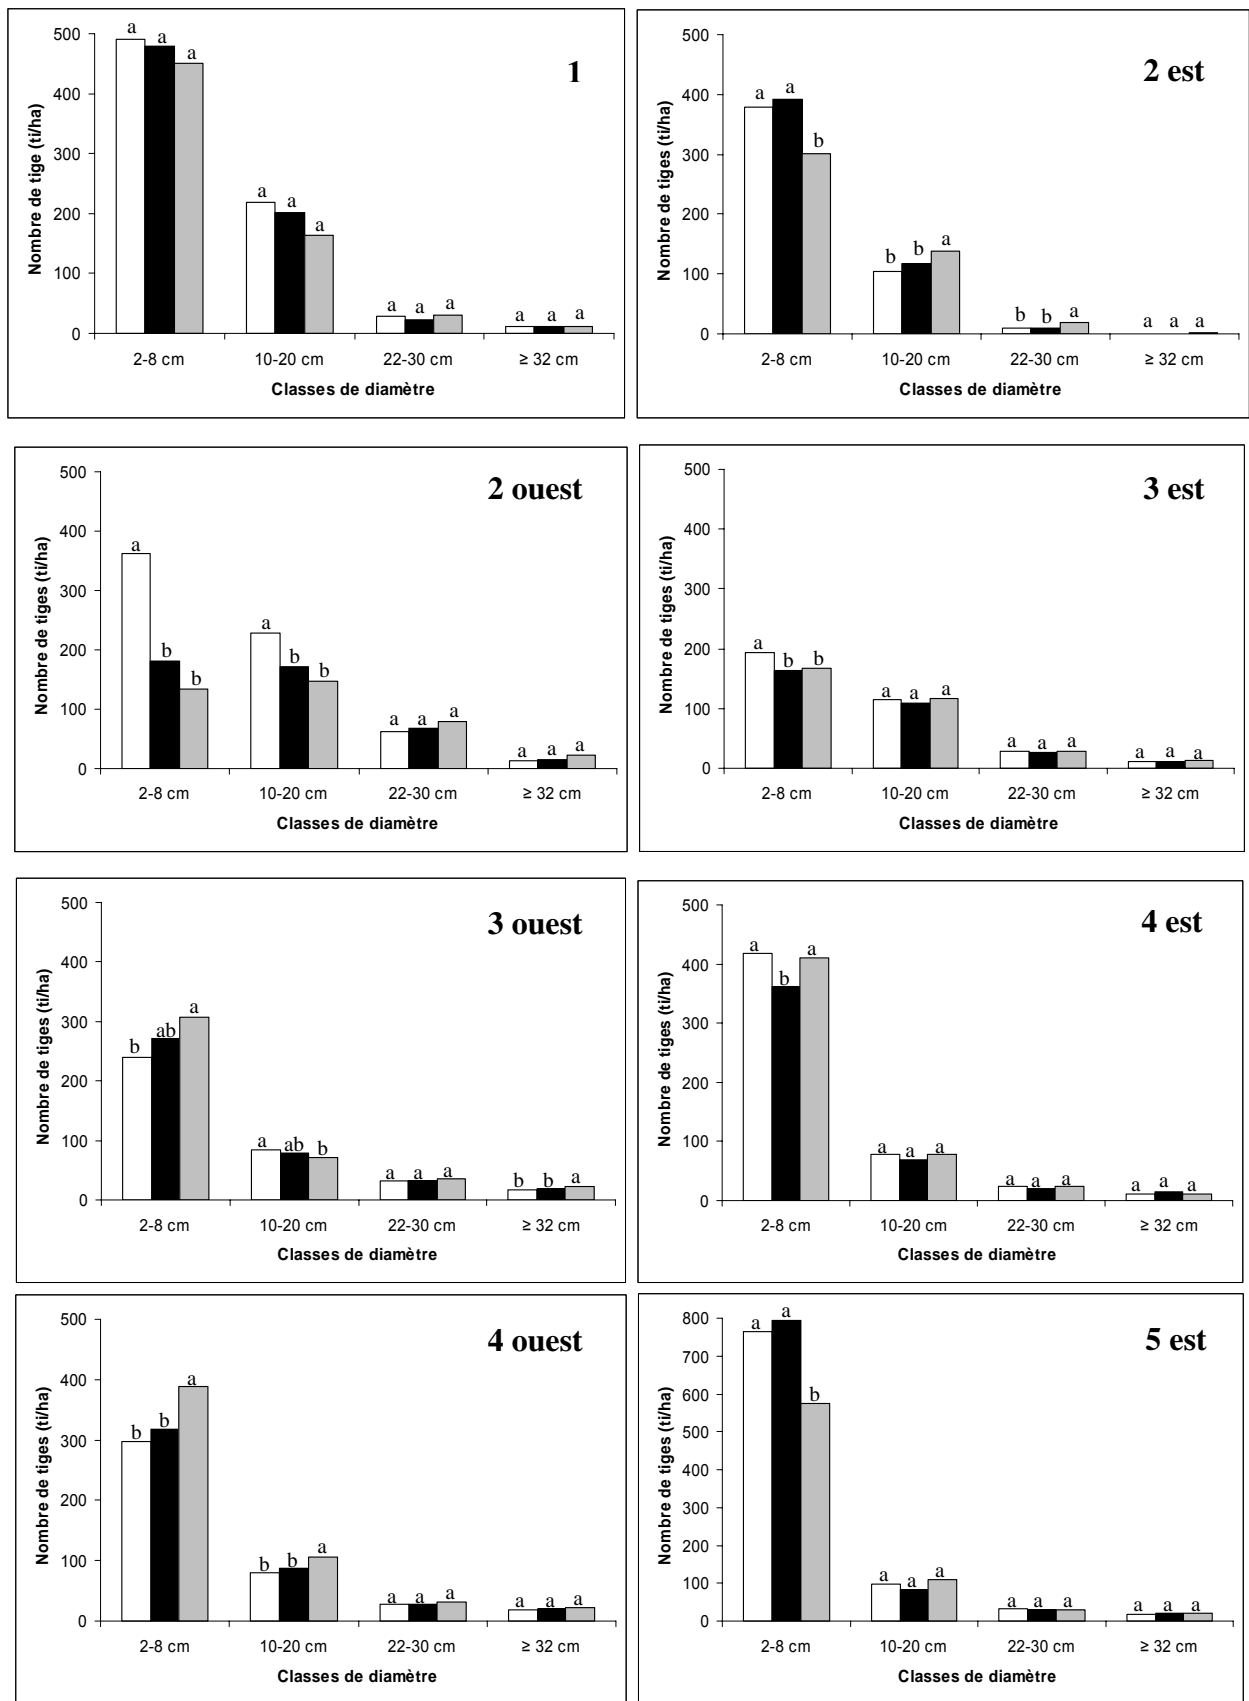 1
Nombre de tige (ti/ha)
500
400
300
200
100
0
a a a
a a a
a a a
a a a
2-8 cm 10-20 cm 22-30 cm ≥ 32 cm
Classes de diamètre
2 est
Nombre de tiges (ti/ha)
500
400
300
200
100
0
a a b
b b a
b b a
a a a
2-8 cm 10-20 cm 22-30 cm ≥ 32 cm
Classes de diamètre
2 ouest
Nombre de tiges (ti/ha)
500
400
300
200
100
0
a b b
a b b
a a a
a a a
2-8 cm 10-20 cm 22-30 cm ≥ 32 cm
Classes de diamètre
3 est
Nombre de tiges (ti/ha)
500
400
300
200
100
0
a b b
a a a
a a a
a a a
2-8 cm 10-20 cm 22-30 cm ≥ 32 cm
Classes de diamètre
3 ouest
Nombre de tiges (ti/ha)
500
400
300
200
100
0
b ab a
a ab b
a a a
b b a
2-8 cm 10-20 cm 22-30 cm ≥ 32 cm
Classes de diamètre
4 est
Nombre de tiges (ti/ha)
500
400
300
200
100
0
a b a
a a a
a a a
a a a
2-8 cm 10-20 cm 22-30 cm ≥ 32 cm
Classes de diamètre
4 ouest
Nombre de tiges (ti/ha)
500
400
300
200
100
0
b b a
b b a
a a a
a a a
2-8 cm 10-20 cm 22-30 cm ≥ 32 cm
Classes de diamètre
5 est
Nombre de tiges (ti/ha)
800
700
600
500
400
300
200
100
0
a a b
a a a
a a a
a a a
2-8 cm 10-20 cm 22-30 cm ≥ 32 cm
Classes de diamètre